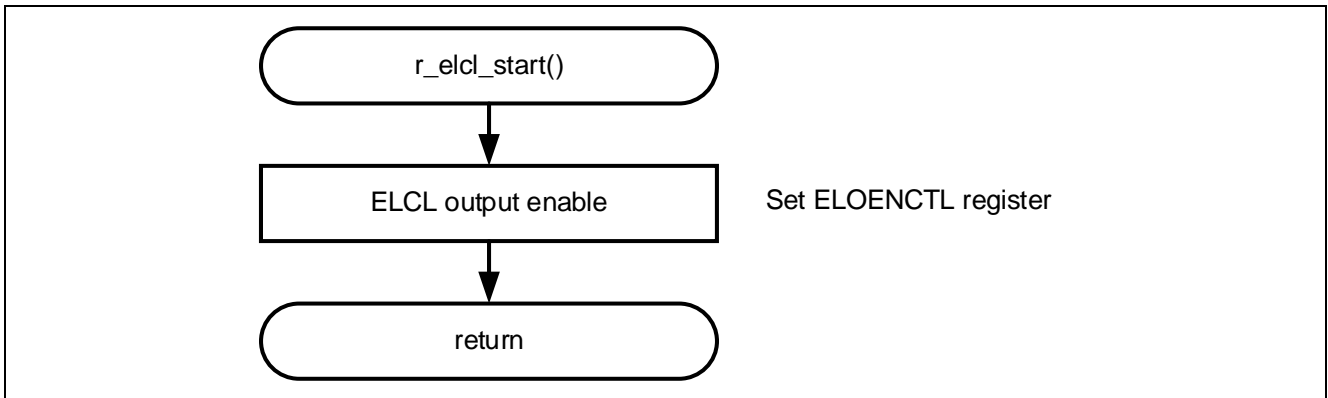 r_elcl_start()
ELCL output enable
Set ELOENCTL register
return